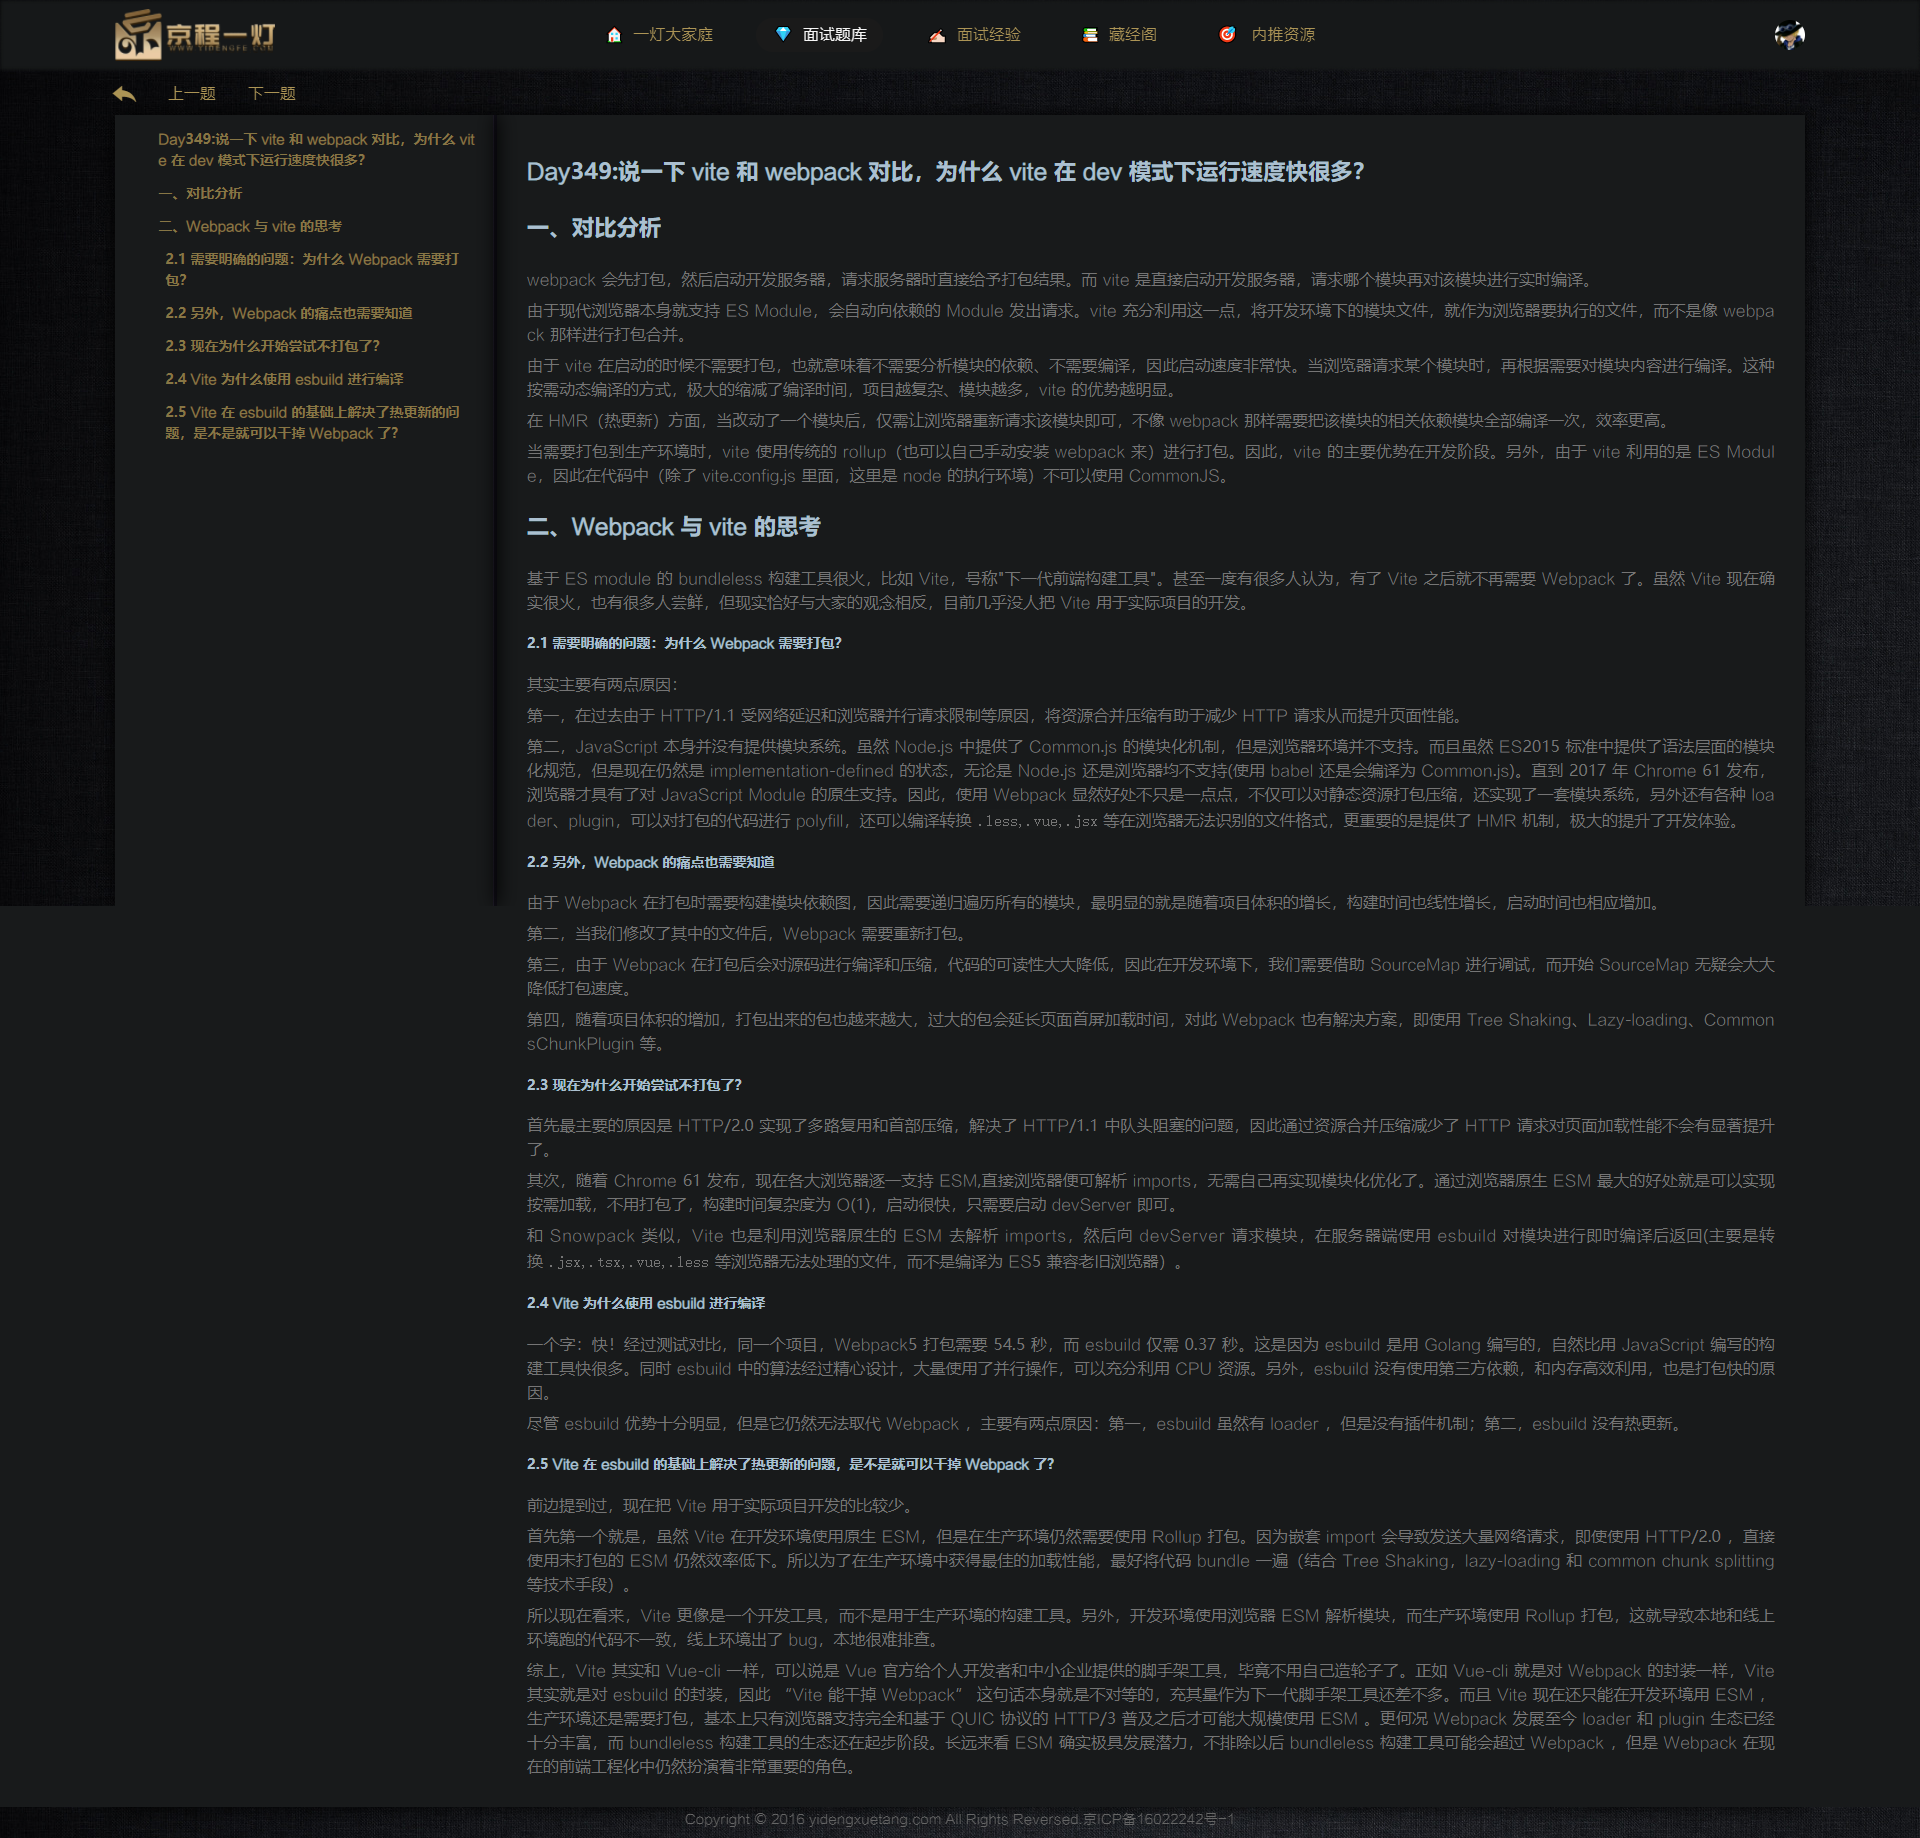 京程一灯
WWW.YIDENGFE.COM
一灯大家庭
面试题库
面试经验
藏经阁
内推资源
上一题
下一题
Day349:说一下 vite 和 webpack 对比，为什么 vit
e 在 dev 模式下运行速度快很多?
一、对比分析
二、Webpack 与 vite 的思考
2.1 需要明确的问题：为什么 Webpack 需要打
包?
2.2 另外，Webpack 的痛点也需要知道
2.3 现在为什么开始尝试不打包了?
2.4 Vite 为什么使用 esbuild 进行编译
2.5 Vite 在 esbuild 的基础上解决了热更新的问
题，是不是就可以干掉 Webpack 了?
Day349:说一下 vite 和 webpack 对比，为什么 vite 在 dev 模式下运行速度快很多?
一、对比分析
webpack 会先打包，然后启动开发服务器，请求服务器时直接给予打包结果。而 vite 是直接启动开发服务器，请求哪个模块再对该模块进行实时编译。
由于现代浏览器本身就支持 ES Module，会自动向依赖的 Module 发出请求。vite 充分利用这一点，将开发环境下的模块文件，就作为浏览器要执行的文件，而不是像 webpa
ck 那样进行打包合并。
由于 vite 在启动的时候不需要打包，也就意味着不需要分析模块的依赖、不需要编译，因此启动速度非常快。当浏览器请求某个模块时，再根据需要对模块内容进行编译。这种
按需动态编译的方式，极大的缩减了编译时间，项目越复杂、模块越多，vite 的优势越明显。
在 HMR（热更新）方面，当改动了一个模块后，仅需让浏览器重新请求该模块即可，不像 webpack 那样需要把该模块的相关依赖模块全部编译一次，效率更高。
当需要打包到生产环境时，vite 使用传统的 rollup（也可以自己手动安装 webpack 来）进行打包。因此，vite 的主要优势在开发阶段。另外，由于 vite 利用的是 ES Modul
e，因此在代码中（除了 vite.config.js 里面，这里是 node 的执行环境）不可以使用 CommonJS。
二、Webpack 与 vite 的思考
基于 ES module 的 bundleless 构建工具很火，比如 Vite，号称"下一代前端构建工具"。甚至一度有很多人认为，有了 Vite 之后就不再需要 Webpack 了。虽然 Vite 现在确
实很火，也有很多人尝鲜，但现实恰好与大家的观念相反，目前几乎没人把 Vite 用于实际项目的开发。
2.1 需要明确的问题：为什么 Webpack 需要打包?
其实主要有两点原因：
第一，在过去由于 HTTP/1.1 受网络延迟和浏览器并行请求限制等原因，将资源合并压缩有助于减少 HTTP 请求从而提升页面性能。
第二，JavaScript 本身并没有提供模块系统。虽然 Node.js 中提供了 Common.js 的模块化机制，但是浏览器环境并不支持。而且虽然 ES2015 标准中提供了语法层面的模块
化规范，但是现在仍然是 implementation-defined 的状态，无论是 Node.js 还是浏览器均不支持(使用 babel 还是会编译为 Common.js)。直到 2017 年 Chrome 61 发布，
浏览器才具有了对 JavaScript Module 的原生支持。因此，使用 Webpack 显然好处不只是一点点，不仅可以对静态资源打包压缩，还实现了一套模块系统，另外还有各种 loa
der、plugin，可以对打包的代码进行 polyfill，还可以编译转换 .less,.vue,.jsx 等在浏览器无法识别的文件格式，更重要的是提供了 HMR 机制，极大的提升了开发体验。
2.2 另外，Webpack 的痛点也需要知道
由于 Webpack 在打包时需要构建模块依赖图，因此需要递归遍历所有的模块，最明显的就是随着项目体积的增长，构建时间也线性增长，启动时间也相应增加。
第二，当我们修改了其中的文件后，Webpack 需要重新打包。
第三，由于 Webpack 在打包后会对源码进行编译和压缩，代码的可读性大大降低，因此在开发环境下，我们需要借助 SourceMap 进行调试，而开始 SourceMap 无疑会大大
降低打包速度。
第四，随着项目体积的增加，打包出来的包也越来越大，过大的包会延长页面首屏加载时间，对此 Webpack 也有解决方案，即使用 Tree Shaking、Lazy-loading、Common
sChunkPlugin 等。
2.3 现在为什么开始尝试不打包了?
首先最主要的原因是 HTTP/2.0 实现了多路复用和首部压缩，解决了 HTTP/1.1 中队头阻塞的问题，因此通过资源合并压缩减少了 HTTP 请求对页面加载性能不会有显著提升
了。
其次，随着 Chrome 61 发布，现在各大浏览器逐一支持 ESM,直接浏览器便可解析 imports，无需自己再实现模块化优化了。通过浏览器原生 ESM 最大的好处就是可以实现
按需加载，不用打包了，构建时间复杂度为 O(1)，启动很快，只需要启动 devServer 即可。
和 Snowpack 类似，Vite 也是利用浏览器原生的 ESM 去解析 imports，然后向 devServer 请求模块，在服务器端使用 esbuild 对模块进行即时编译后返回(主要是转
换 .jsx,.tsx,.vue,.less 等浏览器无法处理的文件，而不是编译为 ES5 兼容老旧浏览器）。
2.4 Vite 为什么使用 esbuild 进行编译
一个字：快！经过测试对比，同一个项目，Webpack5 打包需要 54.5 秒，而 esbuild 仅需 0.37 秒。这是因为 esbuild 是用 Golang 编写的，自然比用 JavaScript 编写的构
建工具快很多。同时 esbuild 中的算法经过精心设计，大量使用了并行操作，可以充分利用 CPU 资源。另外，esbuild 没有使用第三方依赖，和内存高效利用，也是打包快的原
因。
尽管 esbuild 优势十分明显，但是它仍然无法取代 Webpack ，主要有两点原因：第一，esbuild 虽然有 loader ，但是没有插件机制；第二，esbuild 没有热更新。
2.5 Vite 在 esbuild 的基础上解决了热更新的问题，是不是就可以干掉 Webpack 了?
前边提到过，现在把 Vite 用于实际项目开发的比较少。
首先第一个就是，虽然 Vite 在开发环境使用原生 ESM，但是在生产环境仍然需要使用 Rollup 打包。因为嵌套 import 会导致发送大量网络请求，即使使用 HTTP/2.0 ，直接
使用未打包的 ESM 仍然效率低下。所以为了在生产环境中获得最佳的加载性能，最好将代码 bundle 一遍（结合 Tree Shaking，lazy-loading 和 common chunk splitting
等技术手段）。
所以现在看来，Vite 更像是一个开发工具，而不是用于生产环境的构建工具。另外，开发环境使用浏览器 ESM 解析模块，而生产环境使用 Rollup 打包，这就导致本地和线上
环境跑的代码不一致，线上环境出了 bug，本地很难排查。
综上，Vite 其实和 Vue-cli 一样，可以说是 Vue 官方给个人开发者和中小企业提供的脚手架工具，毕竟不用自己造轮子了。正如 Vue-cli 就是对 Webpack 的封装一样，Vite
其实就是对 esbuild 的封装，因此 “Vite 能干掉 Webpack” 这句话本身就是不对等的，充其量作为下一代脚手架工具还差不多。而且 Vite 现在还只能在开发环境用 ESM ，
生产环境还是需要打包，基本上只有浏览器支持完全和基于 QUIC 协议的 HTTP/3 普及之后才可能大规模使用 ESM 。更何况 Webpack 发展至今 loader 和 plugin 生态已经
十分丰富，而 bundleless 构建工具的生态还在起步阶段。长远来看 ESM 确实极具发展潜力，不排除以后 bundleless 构建工具可能会超过 Webpack ，但是 Webpack 在现
在的前端工程化中仍然扮演着非常重要的角色。
Copyright © 2016 yidengxuetang.com All Rights Reversed.京ICP备16022242号-1